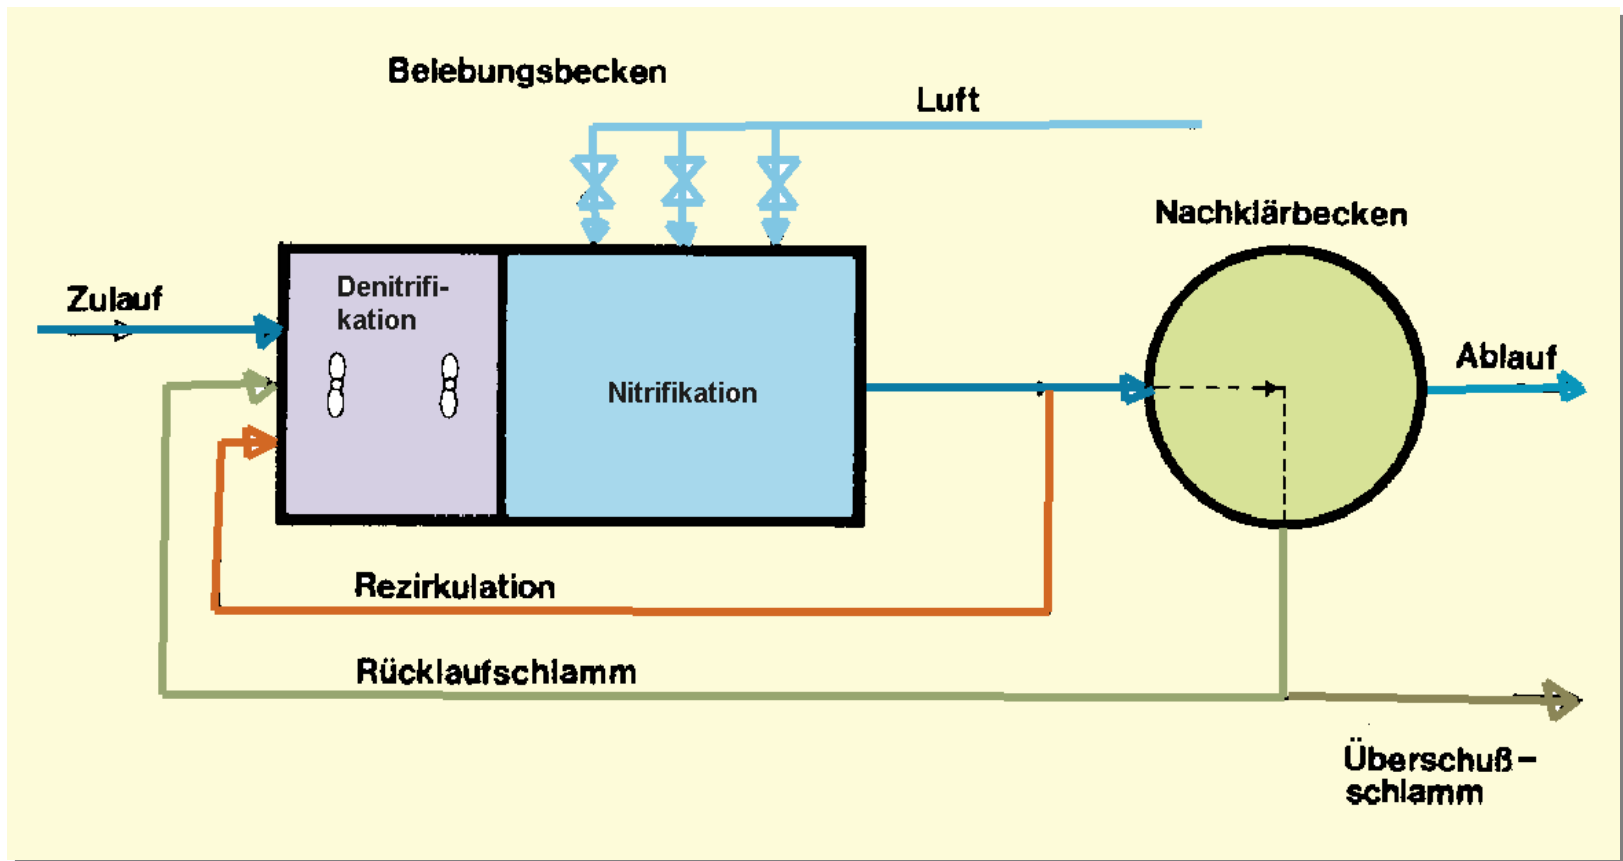 Belebungsbecken
Luft
Nachklärbecken
Zulauf
Denitrifi-
kation
Nitrifikation
Ablauf
Rezirkulation
Rücklaufschlamm
Überschuß-
schlamm